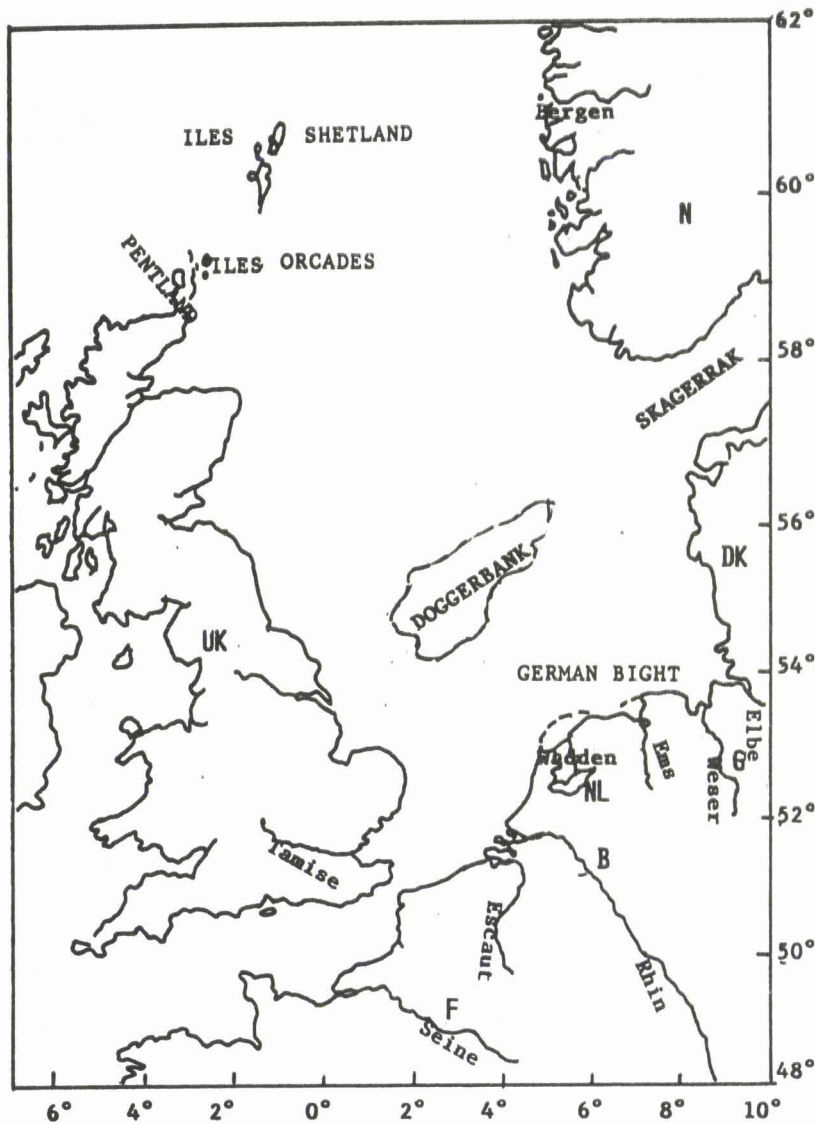 62°
Bergen
ILES SHETLAND
60°
N
PENTLAND
ILES ORCADES
58°
SKAGERRAK
56°
DOGGERBANK
DK
UK
54°
GERMAN BIGHT
Elbe
Wadden
Ems
Weser
NL
52°
Tamise
B
Escaut
50°
Rhin
F
Seine
48°
6° 4° 2° 0° 2° 4° 6° 8° 10°